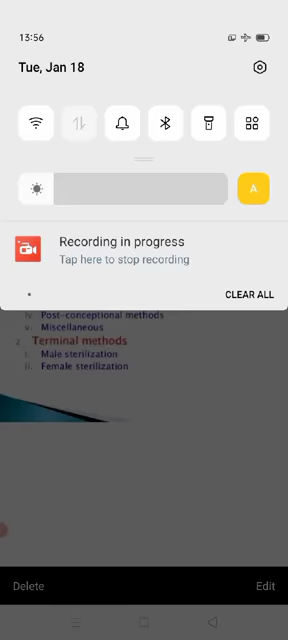 13:56
Tue, Jan 18
A
Recording in progress
Tap here to stop recording
CLEAR ALL
iv. Post-conceptional methods
v. Miscellaneous
2. Terminal methods
i. Male sterilization
ii. Female sterilization
Delete
Edit